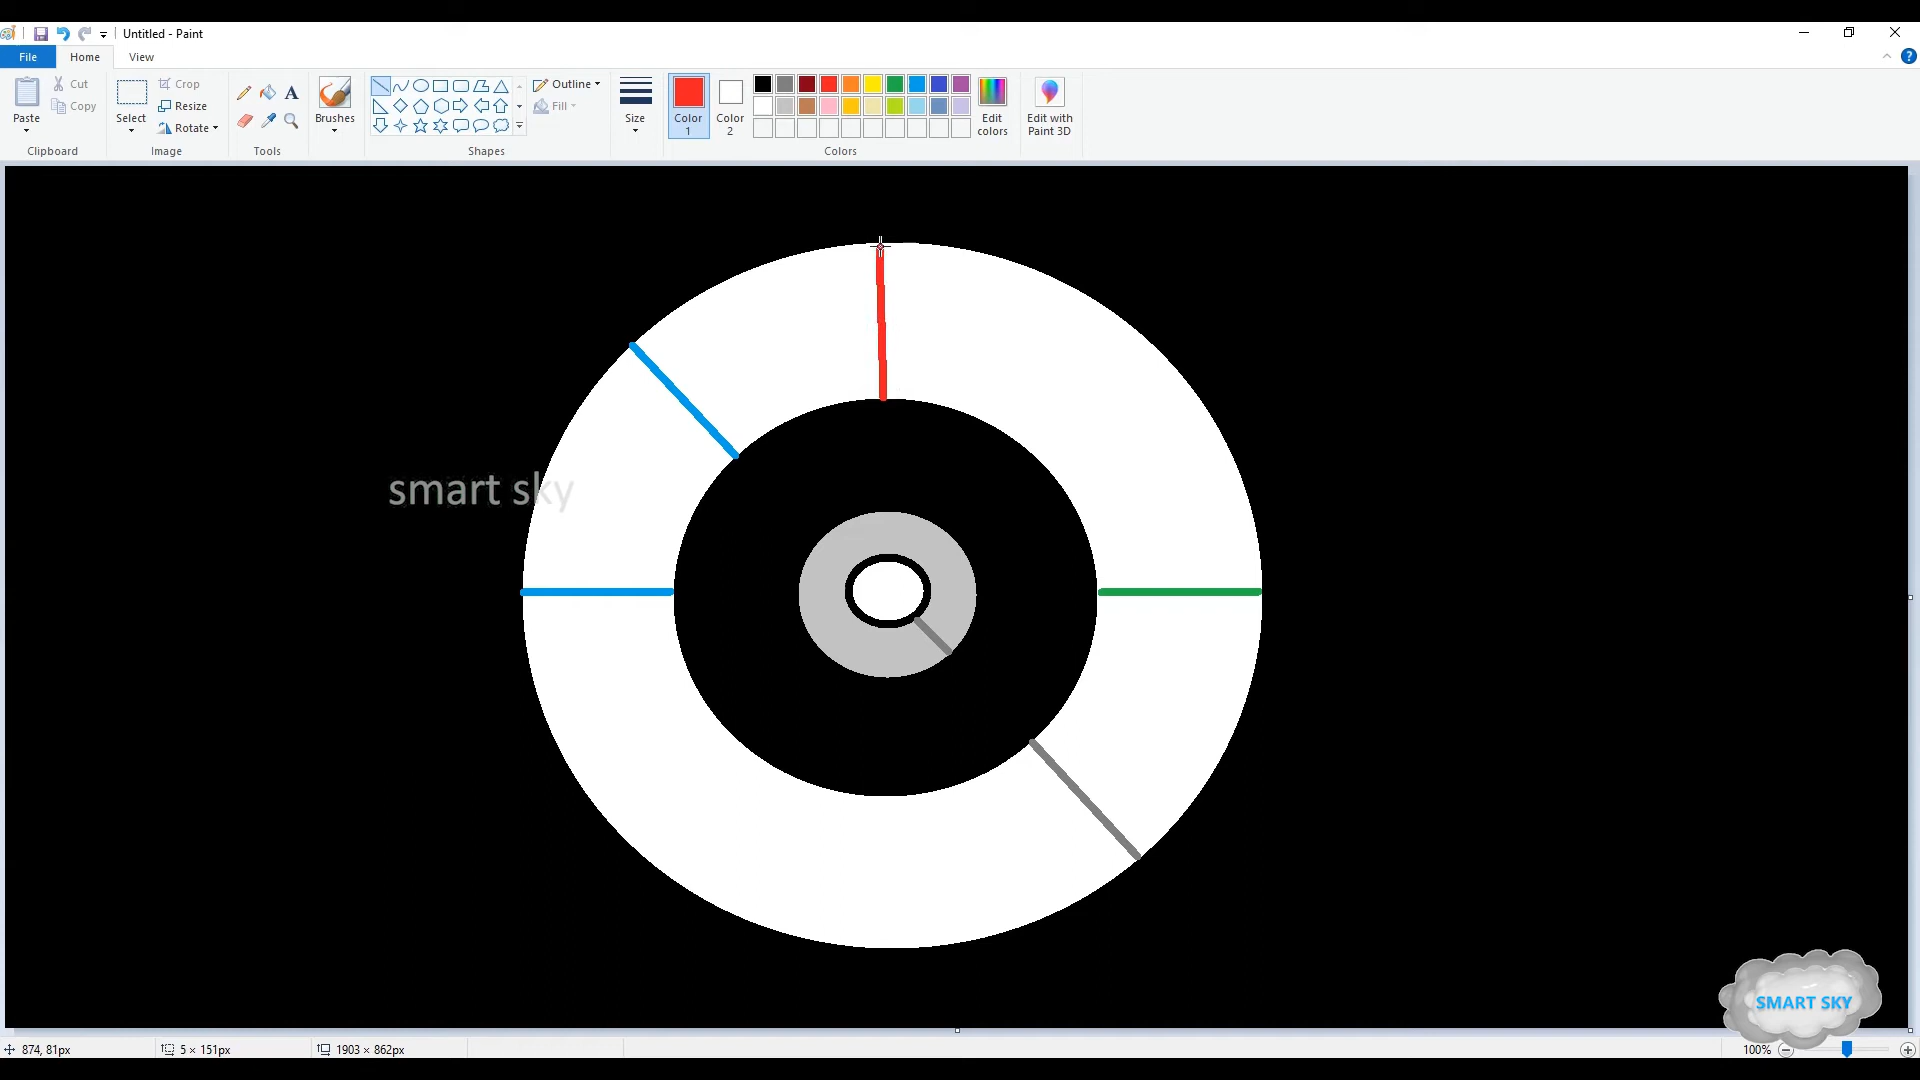 Untitled - Paint
File Home View
Cut
Copy
Paste
Clipboard
Crop
Resize
Rotate
Select
Image
A
Tools
Brushes
Outline
Fill
Shapes
Size
Color 1
Color 2
Edit colors
Colors
Edit with Paint 3D
?
smart sky
SMART SKY
874, 81px
5 × 151px
1903 × 862px
100%